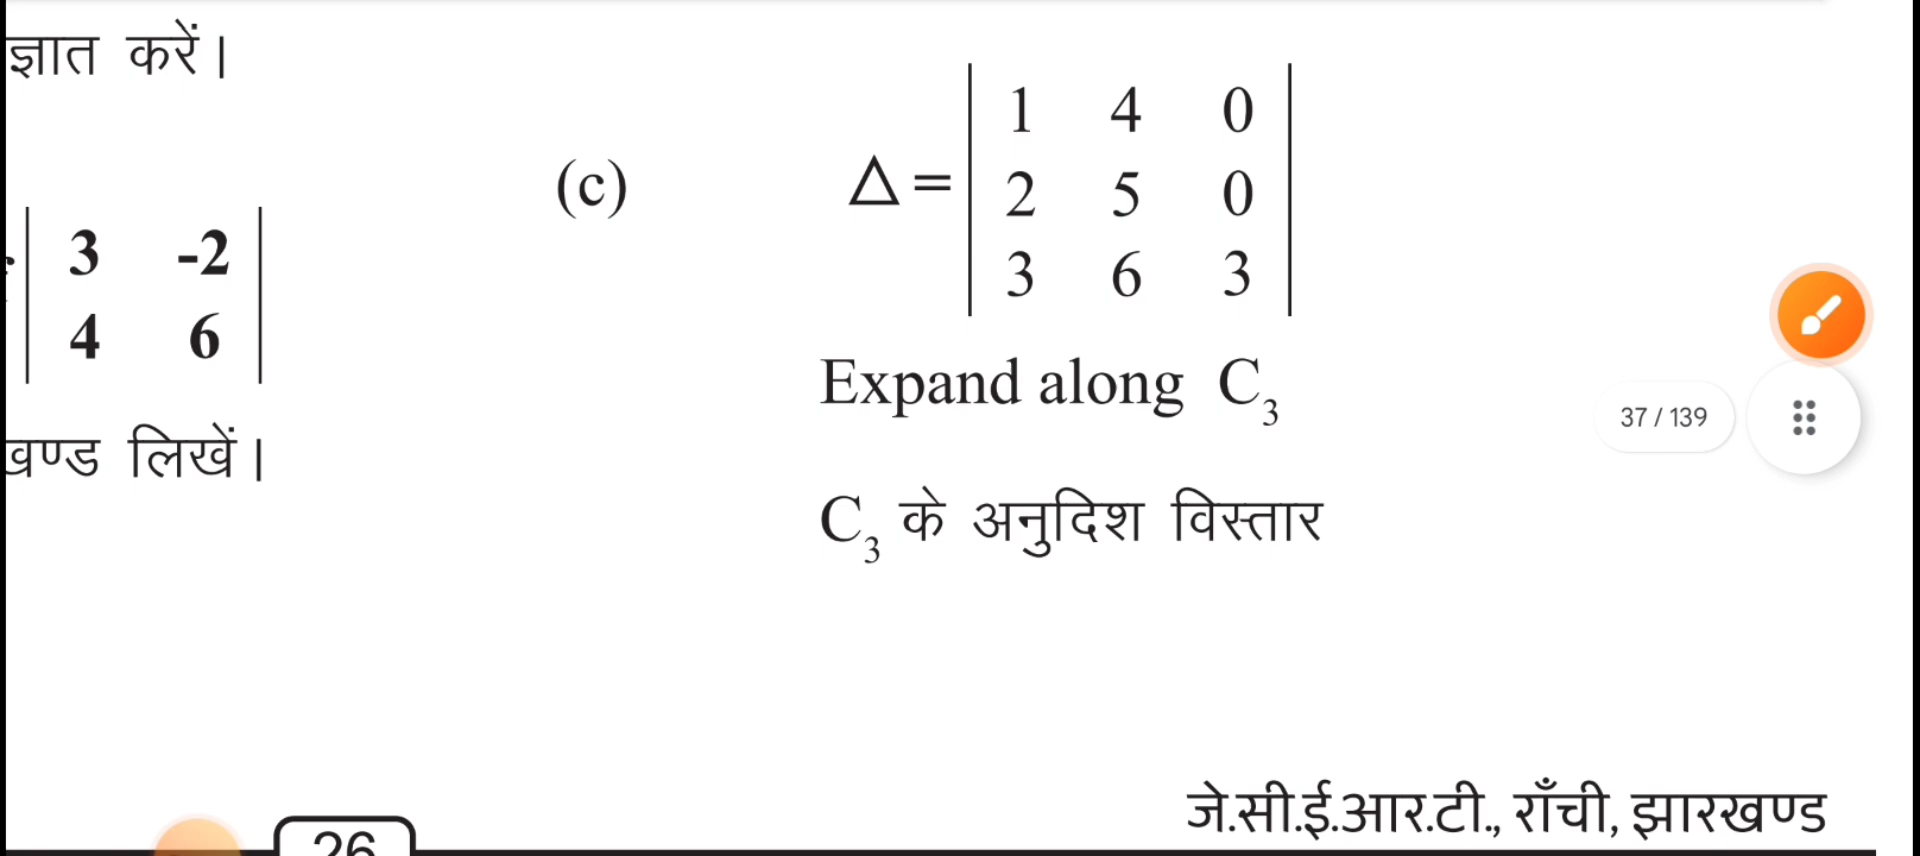 ज्ञात करें।
3 -2
4 6
लिखें।
(c)
△= 1 4 0
2 5 0
3 6 3
Expand along C₃
C₃ के अनुदिश विस्तार
37 / 139
जे.सी.ई.आर.टी., राँची, झारखण्ड
26